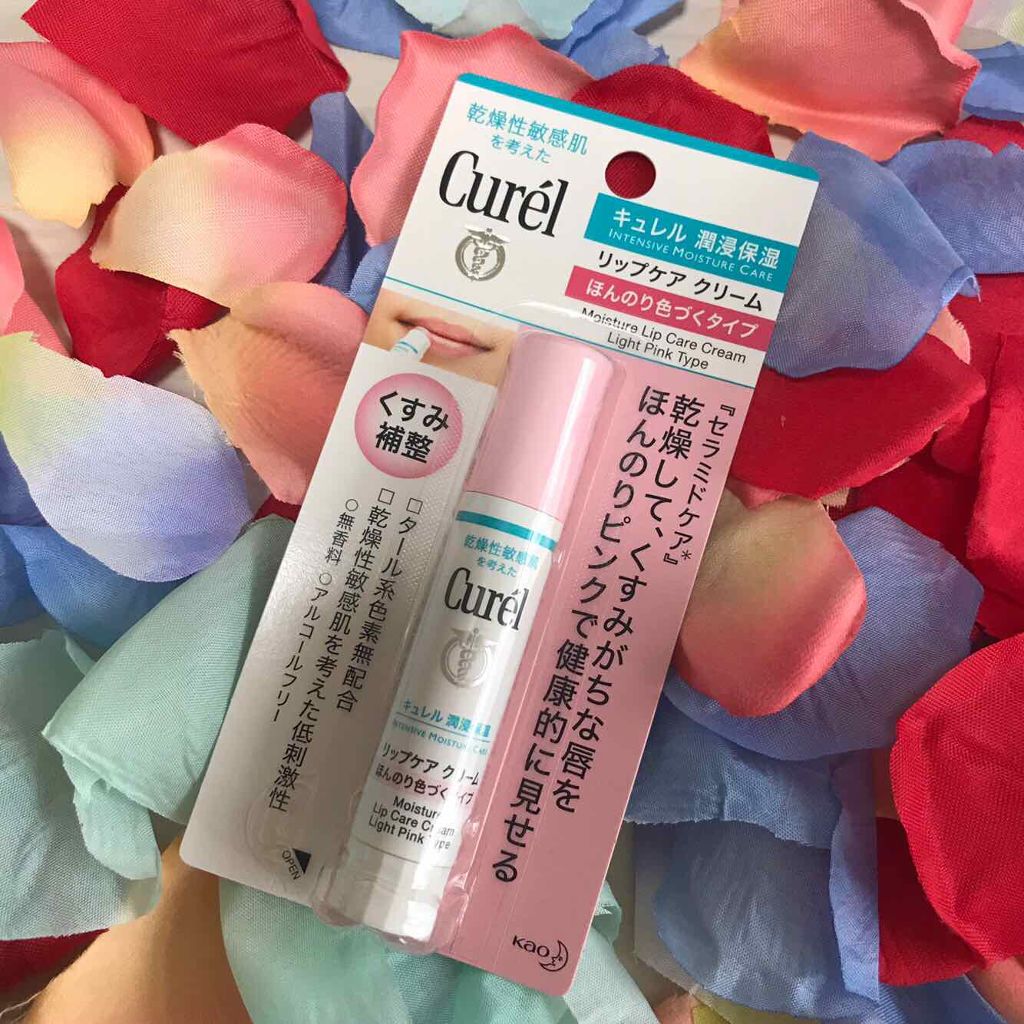 乾燥性敏感肌
を考えた
Curél
キュレル 潤浸保湿
INTENSIVE MOISTURE CARE
リップケア クリーム
ほんのり色づくタイプ
Moisture Lip Care Cream
Light Pink Type
『セラミドケア*』
乾燥して、くすみがちな唇を
ほんのりピンクで健康的に見せる
くすみ
補整
□ タール系色素無配合
□ 乾燥性敏感肌を考えた低刺激性
○無香料 ○アルコールフリー
OPEN
乾燥性敏感肌
を考えた
Curél
キュレル 潤浸保湿
INTENSIVE MOISTURE CARE
リップケア クリーム
ほんのり色づくタイプ
Moisture
Lip Care Cream
Light Pink Type
Kao